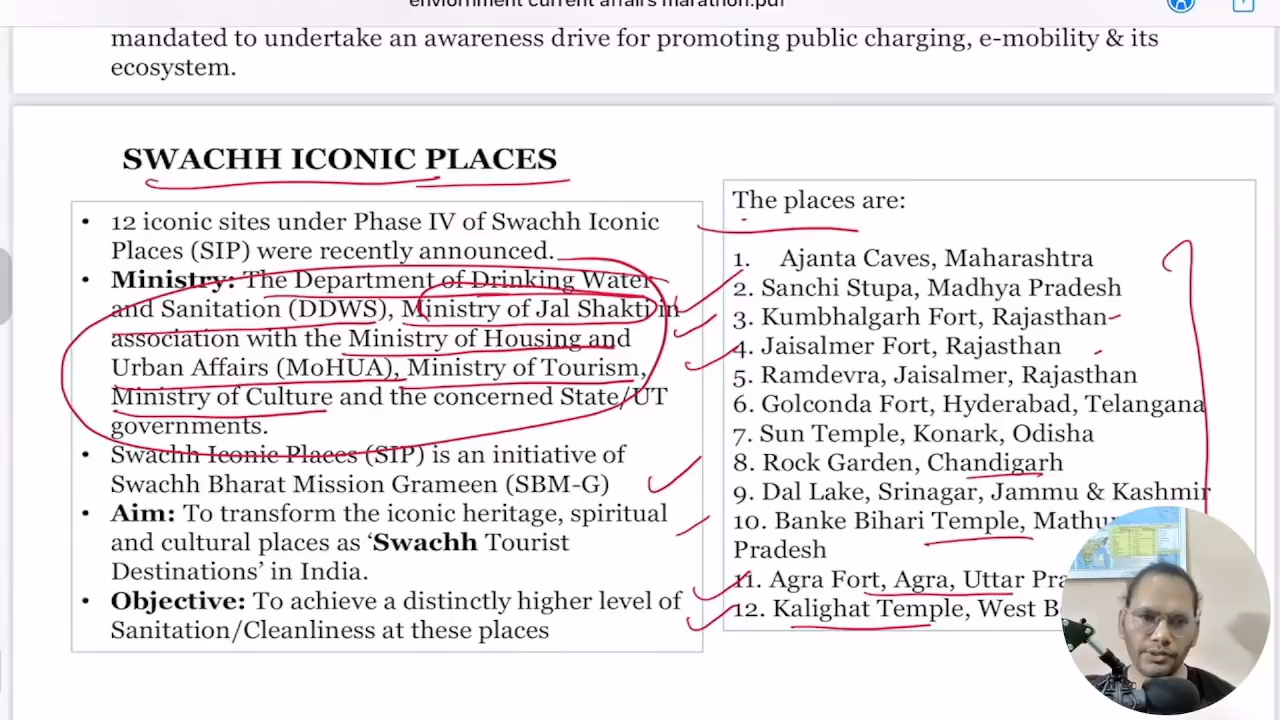 enviornment current affairs marathon.pdf
mandated to undertake an awareness drive for promoting public charging, e-mobility & its
ecosystem.
SWACHH ICONIC PLACES
• 12 iconic sites under Phase IV of Swachh Iconic
Places (SIP) were recently announced.
• Ministry: The Department of Drinking Water
and Sanitation (DDWS), Ministry of Jal Shakti in
association with the Ministry of Housing and
Urban Affairs (MoHUA), Ministry of Tourism,
Ministry of Culture and the concerned State/UT
governments.
• Swachh Iconic Places (SIP) is an initiative of
Swachh Bharat Mission Grameen (SBM-G)
• Aim: To transform the iconic heritage, spiritual
and cultural places as ‘Swachh Tourist
Destinations’ in India.
• Objective: To achieve a distinctly higher level of
Sanitation/Cleanliness at these places
The places are:
1. Ajanta Caves, Maharashtra
2. Sanchi Stupa, Madhya Pradesh
3. Kumbhalgarh Fort, Rajasthan
4. Jaisalmer Fort, Rajasthan
5. Ramdevra, Jaisalmer, Rajasthan
6. Golconda Fort, Hyderabad, Telangana
7. Sun Temple, Konark, Odisha
8. Rock Garden, Chandigarh
9. Dal Lake, Srinagar, Jammu & Kashmir
10. Banke Bihari Temple,
Pradesh
11. Agra Fort, Agra, Uttar
12. Kalighat Temple, West